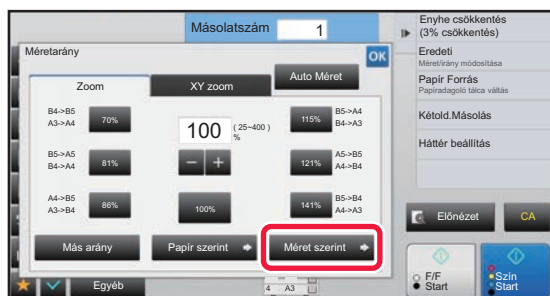 Másolatszám
1
Méretarány
OK
Zoom
XY zoom
Auto Méret
B4->B5
A3->A4
70%
100
( 25~400 )
%
115%
B5->A4
B4->A3
B5->A5
B4->A4
81%
121%
A5->B5
A4->B4
A4->B5
A3->B4
86%
100%
141%
B5->B4
A4->A3
Más arány
Papír szerint
Méret szerint
Egyéb
4
A3
Enyhe csökkentés
(3% csökkentés)
Eredeti
Méret/irány módosítása
Papír Forrás
Papíradagoló tálca váltás
Kétold.Másolás
Háttér beállítás
Előnézet
CA
F/F
Start
Szín
Start